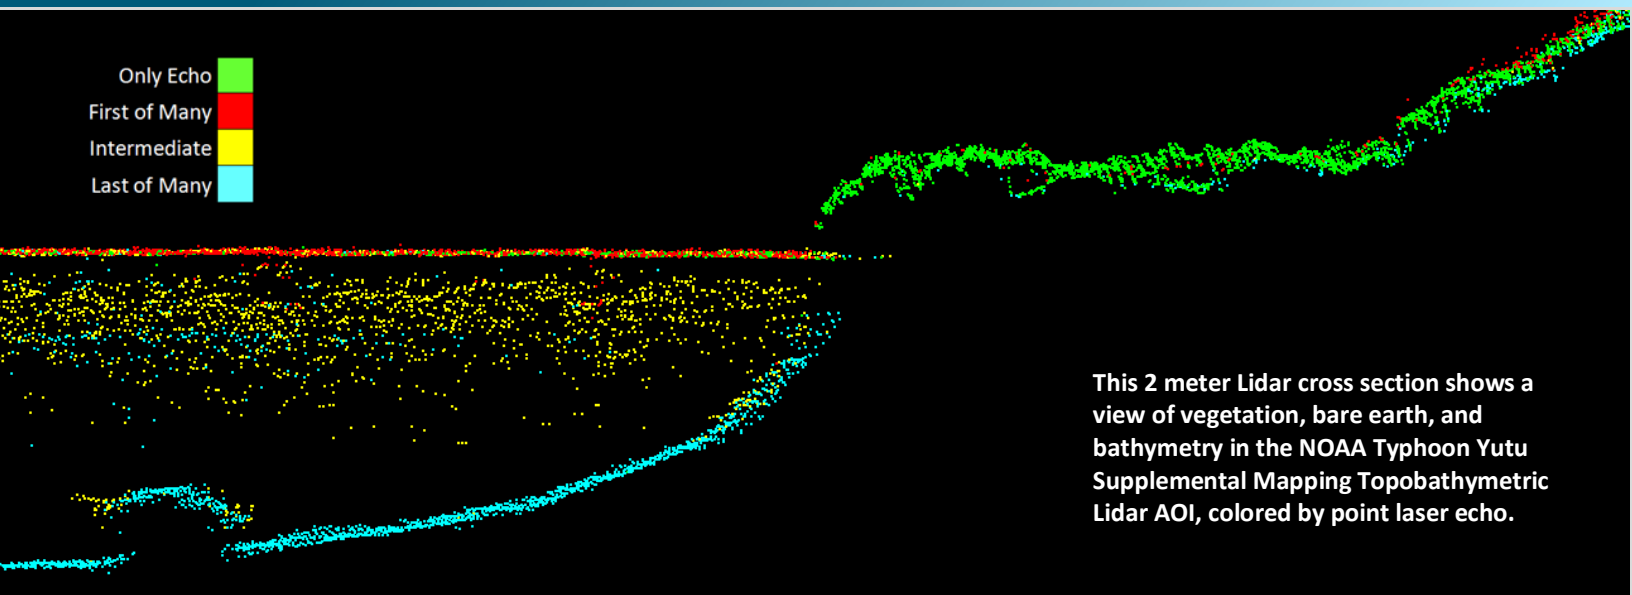 Only Echo
First of Many
Intermediate
Last of Many
This 2 meter Lidar cross section shows a
view of vegetation, bare earth, and
bathymetry in the NOAA Typhoon Yutu
Supplemental Mapping Topobathymetric
Lidar AOI, colored by point laser echo.